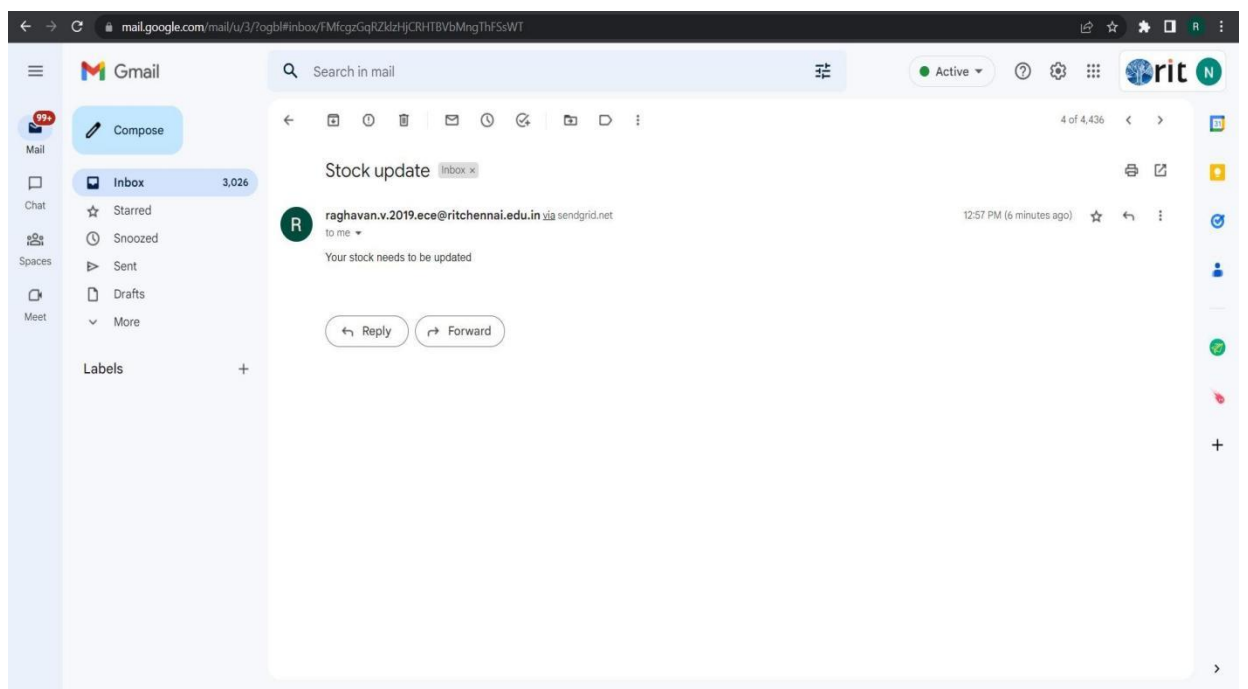 mail.google.com/mail/u/3/?ogbl#inbox/FMfcgzGqRZkIzHjCRHTBVbMngThFSsWT
R
Gmail
Search in mail
Active
rit
N
99+
Mail
Compose
4 of 4,436
31
Stock update
Inbox ×
Inbox 3,026
Chat
Starred
R
raghavan.v.2019.ece@ritchennai.edu.in via sendgrid.net
12:57 PM (6 minutes ago)
to me
Snoozed
Spaces
Your stock needs to be updated
Sent
Drafts
Meet
More
Reply
Forward
Labels